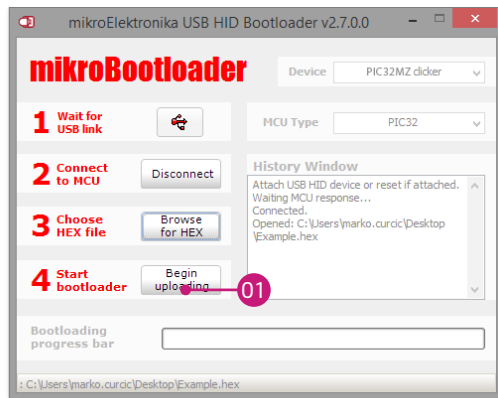 mikroElektronika USB HID Bootloader v2.7.0.0
mikroBootloader
Device
PIC32MZ clicker
1 Wait for
USB link
MCU Type
PIC32
2 Connect
to MCU
Disconnect
History Window
Attach USB HID device or reset if attached.
Waiting MCU response...
Connected.
Opened: C:\Users\marko.curcic\Desktop
\Example.hex
3 Choose
HEX file
Browse
for HEX
4 Start
bootloader
Begin
uploading
01
Bootloading
progress bar
: C:\Users\marko.curcic\Desktop\Example.hex